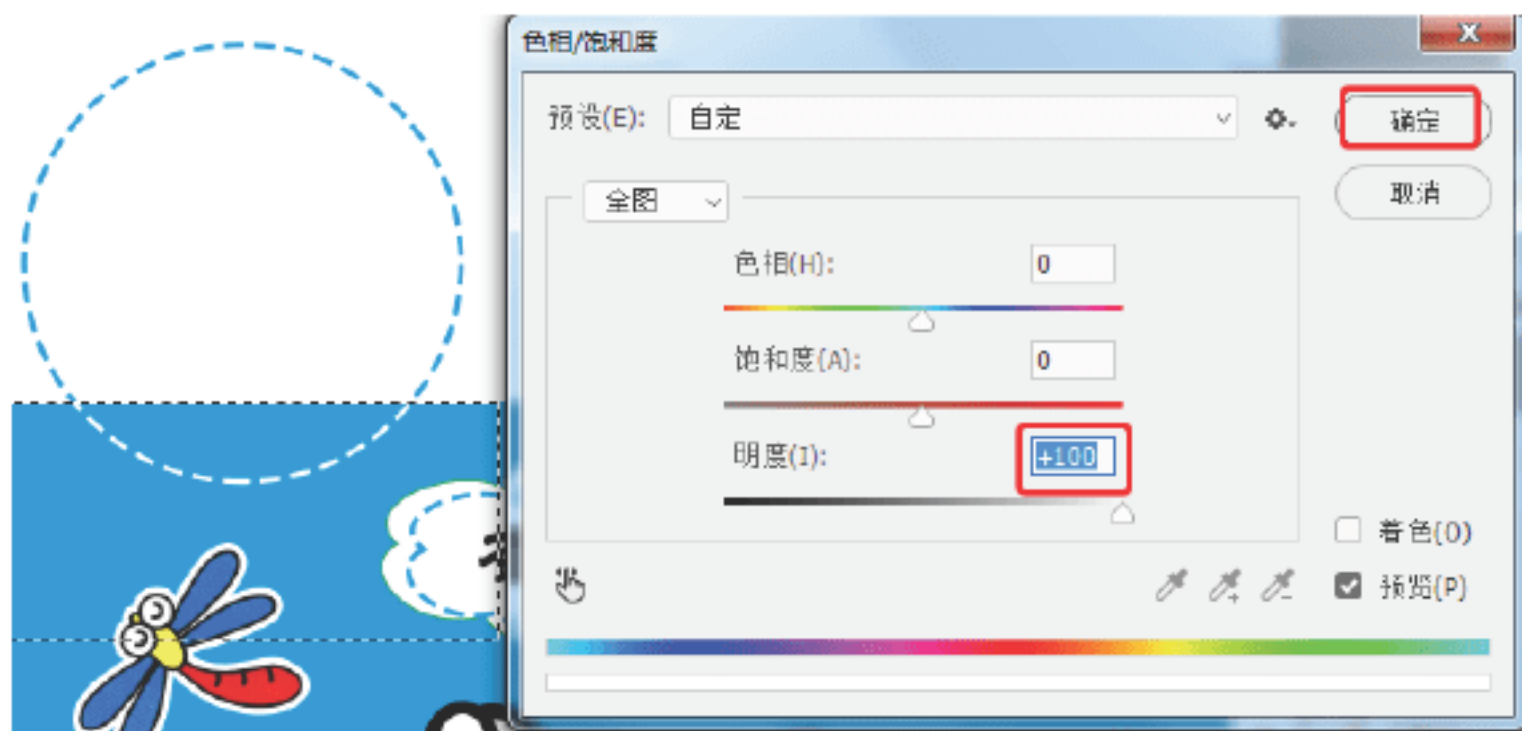 色相/饱和度
预设(E): 自定
确定
取消
全图
色相(H): 0
饱和度(A): 0
明度(I): +100
着色(O)
预览(P)